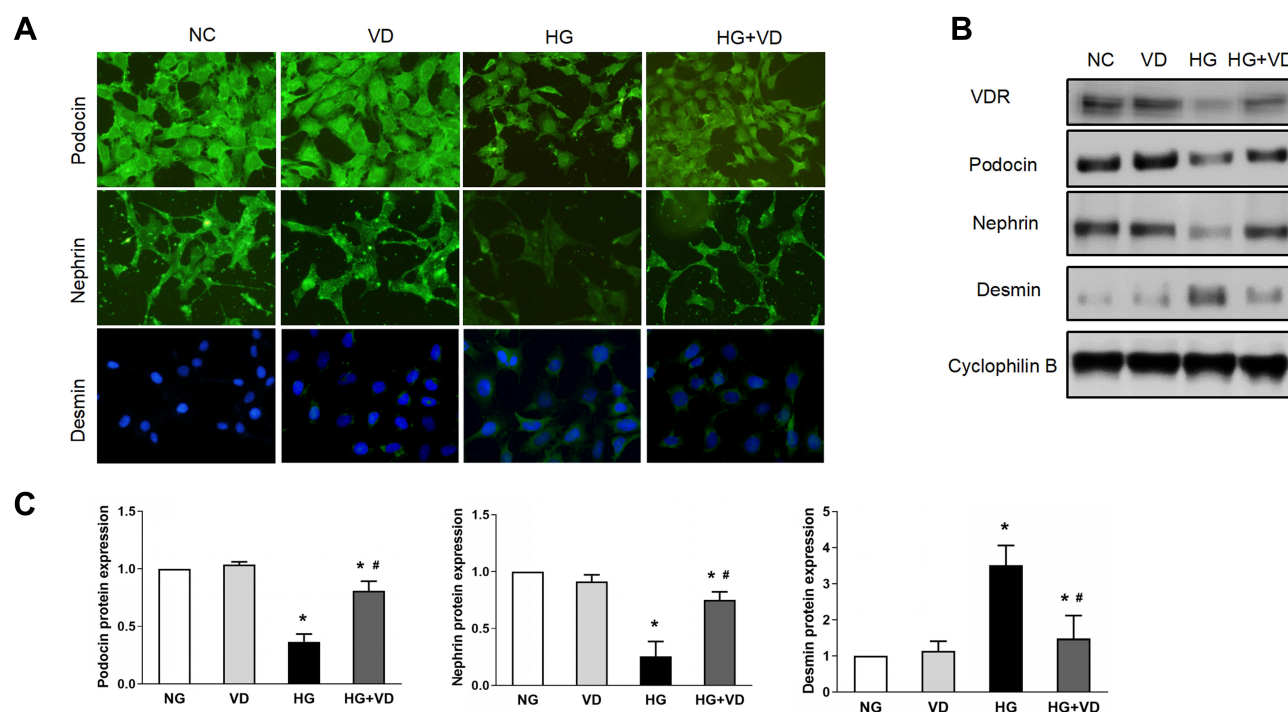 A
NC VD HG HG+VD
Podocin
Nephrin
Desmin
B
NC VD HG HG+VD
VDR
Podocin
Nephrin
Desmin
Cyclophilin B
C
Podocin protein expression
1.5
1.0
0.5
0.0
*
* #
NG VD HG HG+VD
Nephrin protein expression
1.5
1.0
0.5
0.0
*
* #
NG VD HG HG+VD
Desmin protein expression
5
4
3
2
1
0
*
* #
NG VD HG HG+VD